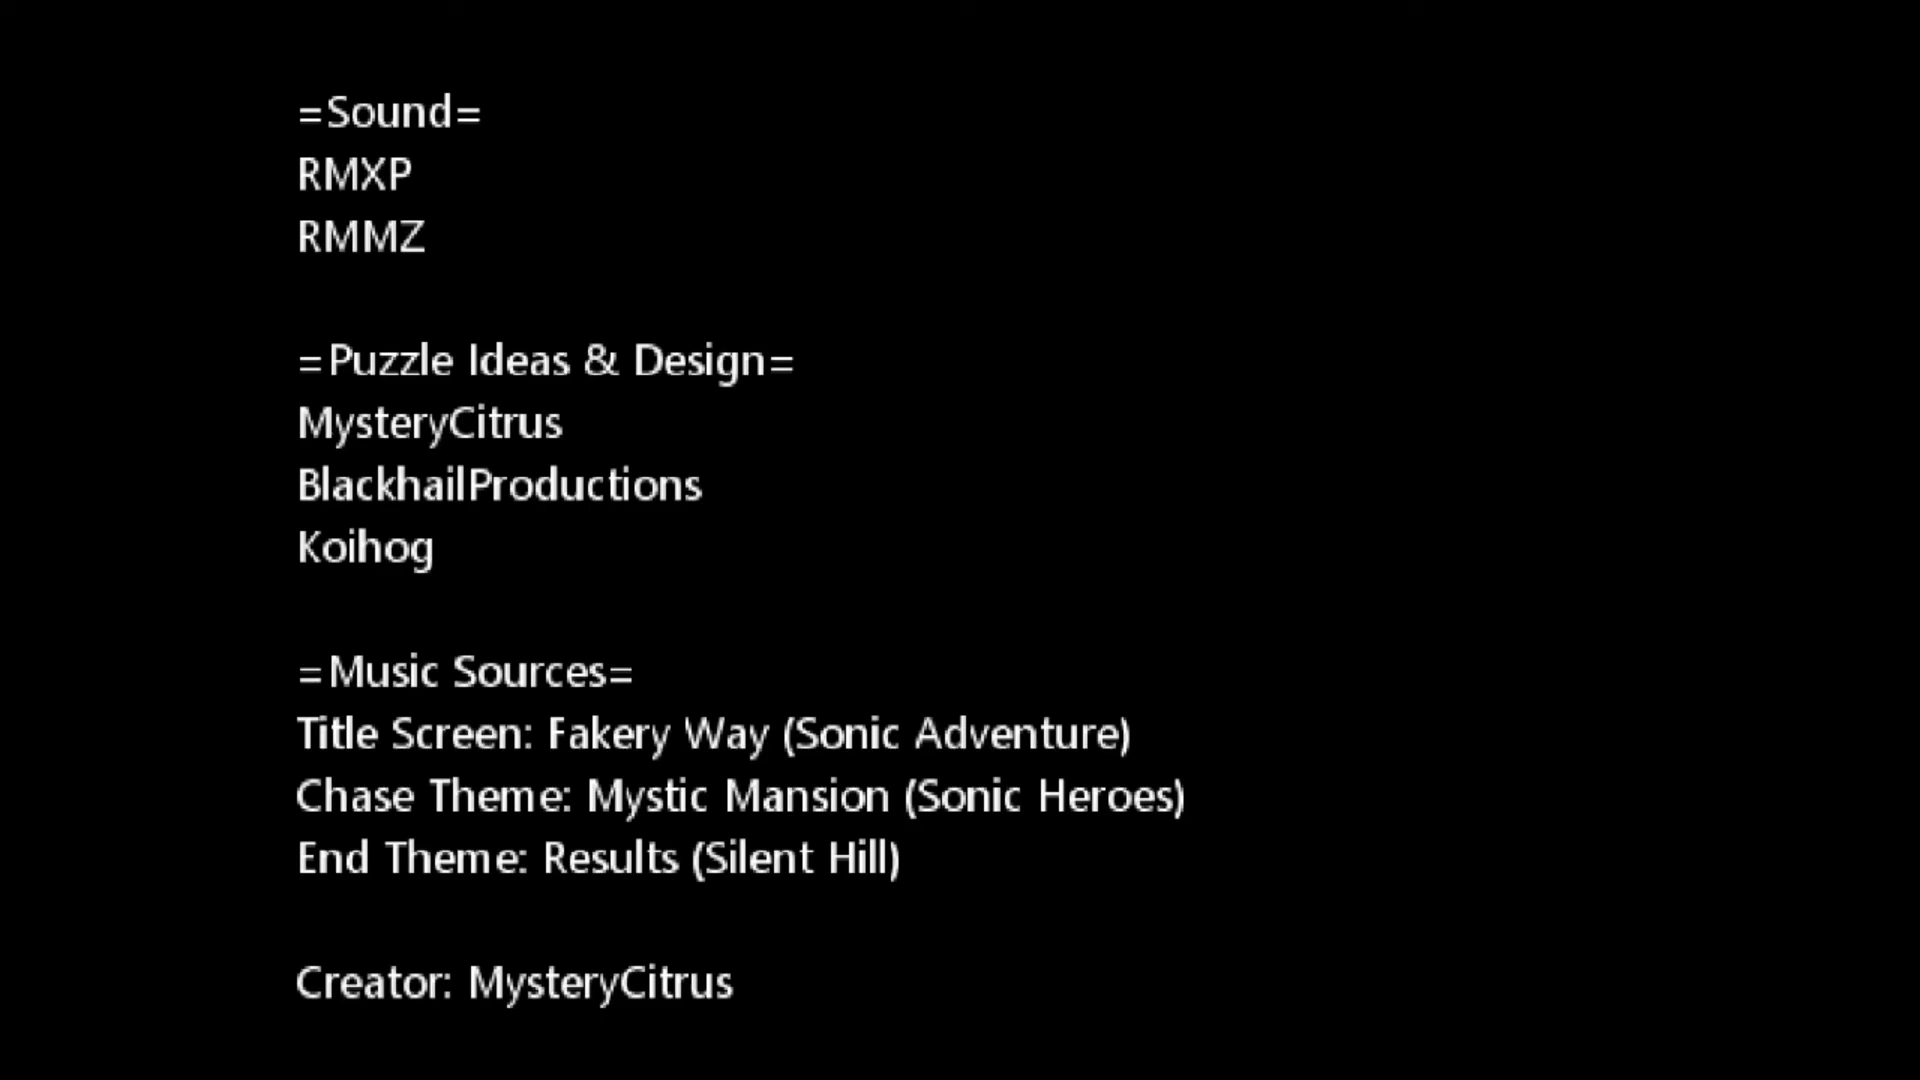 =Sound=
RMXP
RMMZ
=Puzzle Ideas & Design=
MysteryCitrus
BlackhailProductions
Koihog
=Music Sources=
Title Screen: Fakery Way (Sonic Adventure)
Chase Theme: Mystic Mansion (Sonic Heroes)
End Theme: Results (Silent Hill)
Creator: MysteryCitrus